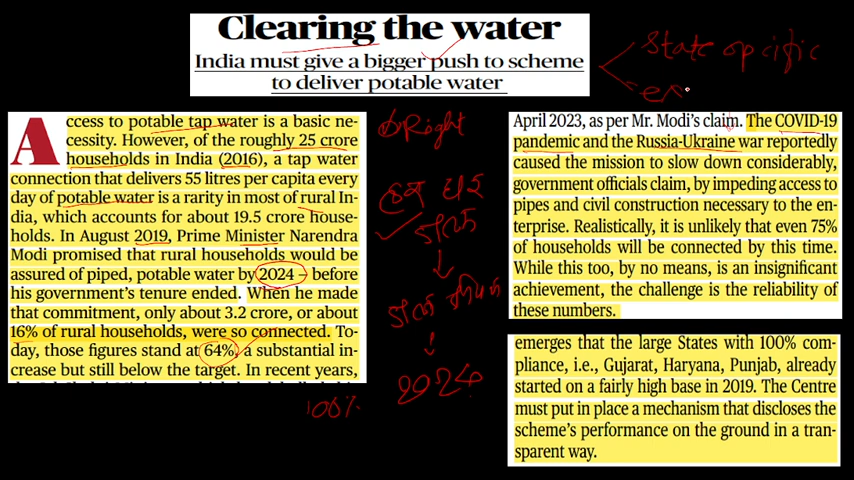 Clearing the water
India must give a bigger push to scheme
to deliver potable water
State specific
Access to potable tap water is a basic ne-
cessity. However, of the roughly 25 crore
households in India (2016), a tap water
connection that delivers 55 litres per capita every
day of potable water is a rarity in most of rural In-
dia, which accounts for about 19.5 crore house-
holds. In August 2019, Prime Minister Narendra
Modi promised that rural households would be
assured of piped, potable water by 2024 – before
his government's tenure ended. When he made
that commitment, only about 3.2 crore, or about
16% of rural households, were so connected. To-
day, those figures stand at 64%, a substantial in-
crease but still below the target. In recent years,
Right
हर घर
जल
जल
2024
100%
April 2023, as per Mr. Modi's claim. The COVID-19
pandemic and the Russia-Ukraine war reportedly
caused the mission to slow down considerably,
government officials claim, by impeding access to
pipes and civil construction necessary to the en-
terprise. Realistically, it is unlikely that even 75%
of households will be connected by this time.
While this too, by no means, is an insignificant
achievement, the challenge is the reliability of
these numbers.
emerges that the large States with 100% com-
pliance, i.e., Gujarat, Haryana, Punjab, already
started on a fairly high base in 2019. The Centre
must put in place a mechanism that discloses the
scheme's performance on the ground in a tran-
sparent way.